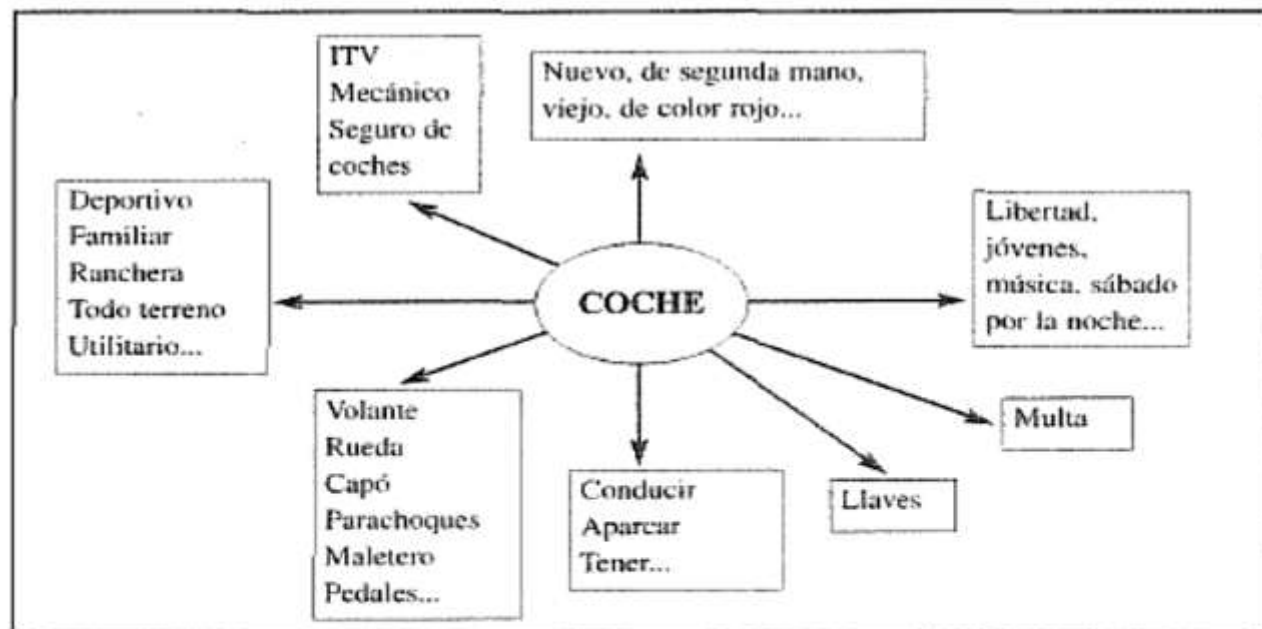 ITV
Mecánico
Seguro de
coches
Nuevo, de segunda mano,
viejo, de color rojo...
Deportivo
Familiar
Ranchera
Todo terreno
Utilitario...
COCHE
Libertad,
jóvenes,
música, sábado
por la noche...
Volante
Rueda
Capó
Parachoques
Maletero
Pedales...
Conducir
Aparcar
Tener...
Llaves
Multa